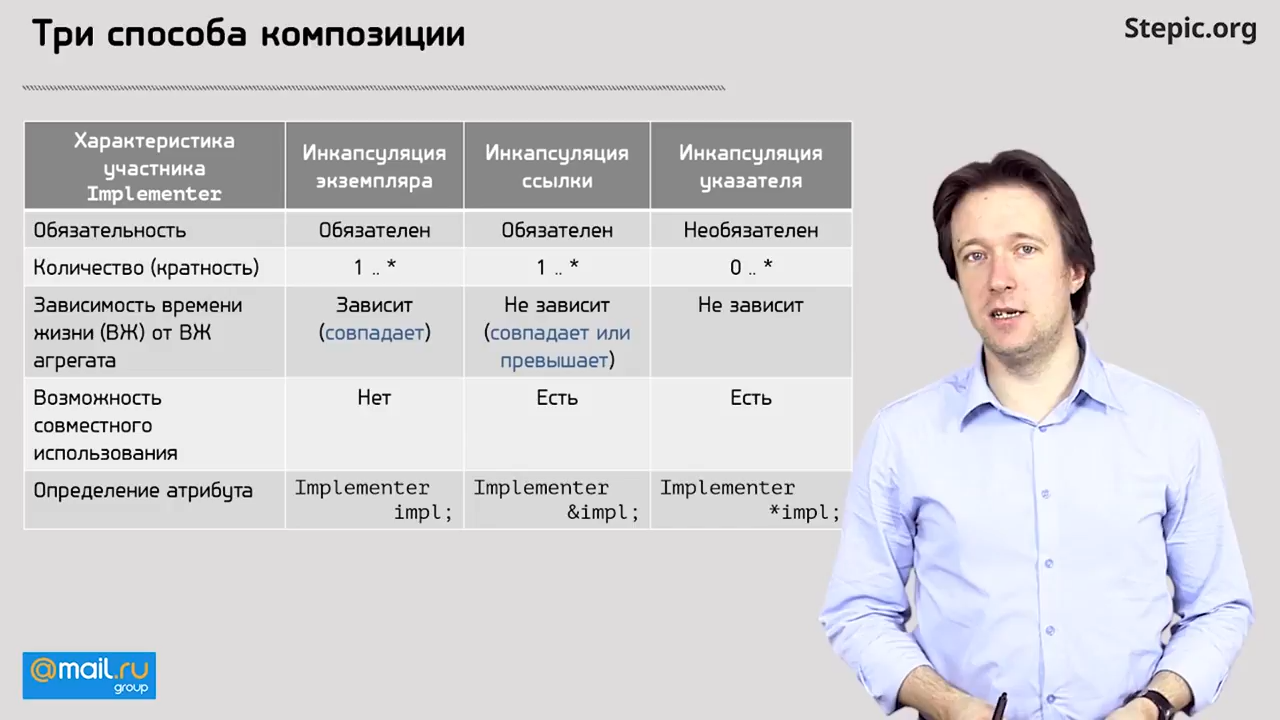 Три способа композиции
Stepic.org
Характеристика
участника
Implementer
Инкапсуляция
экземпляра
Инкапсуляция
ссылки
Инкапсуляция
указателя
Обязательность
Обязателен
Обязателен
Необязателен
Количество (кратность)
1 .. *
1 .. *
0 .. *
Зависимость времени
жизни (ВЖ) от ВЖ
агрегата
Зависит
(совпадает)
Не зависит
(совпадает или
превышает)
Не зависит
Возможность
совместного
использования
Нет
Есть
Есть
Определение атрибута
Implementer
impl;
Implementer
&impl;
Implementer
*impl;
@mail.ru
group